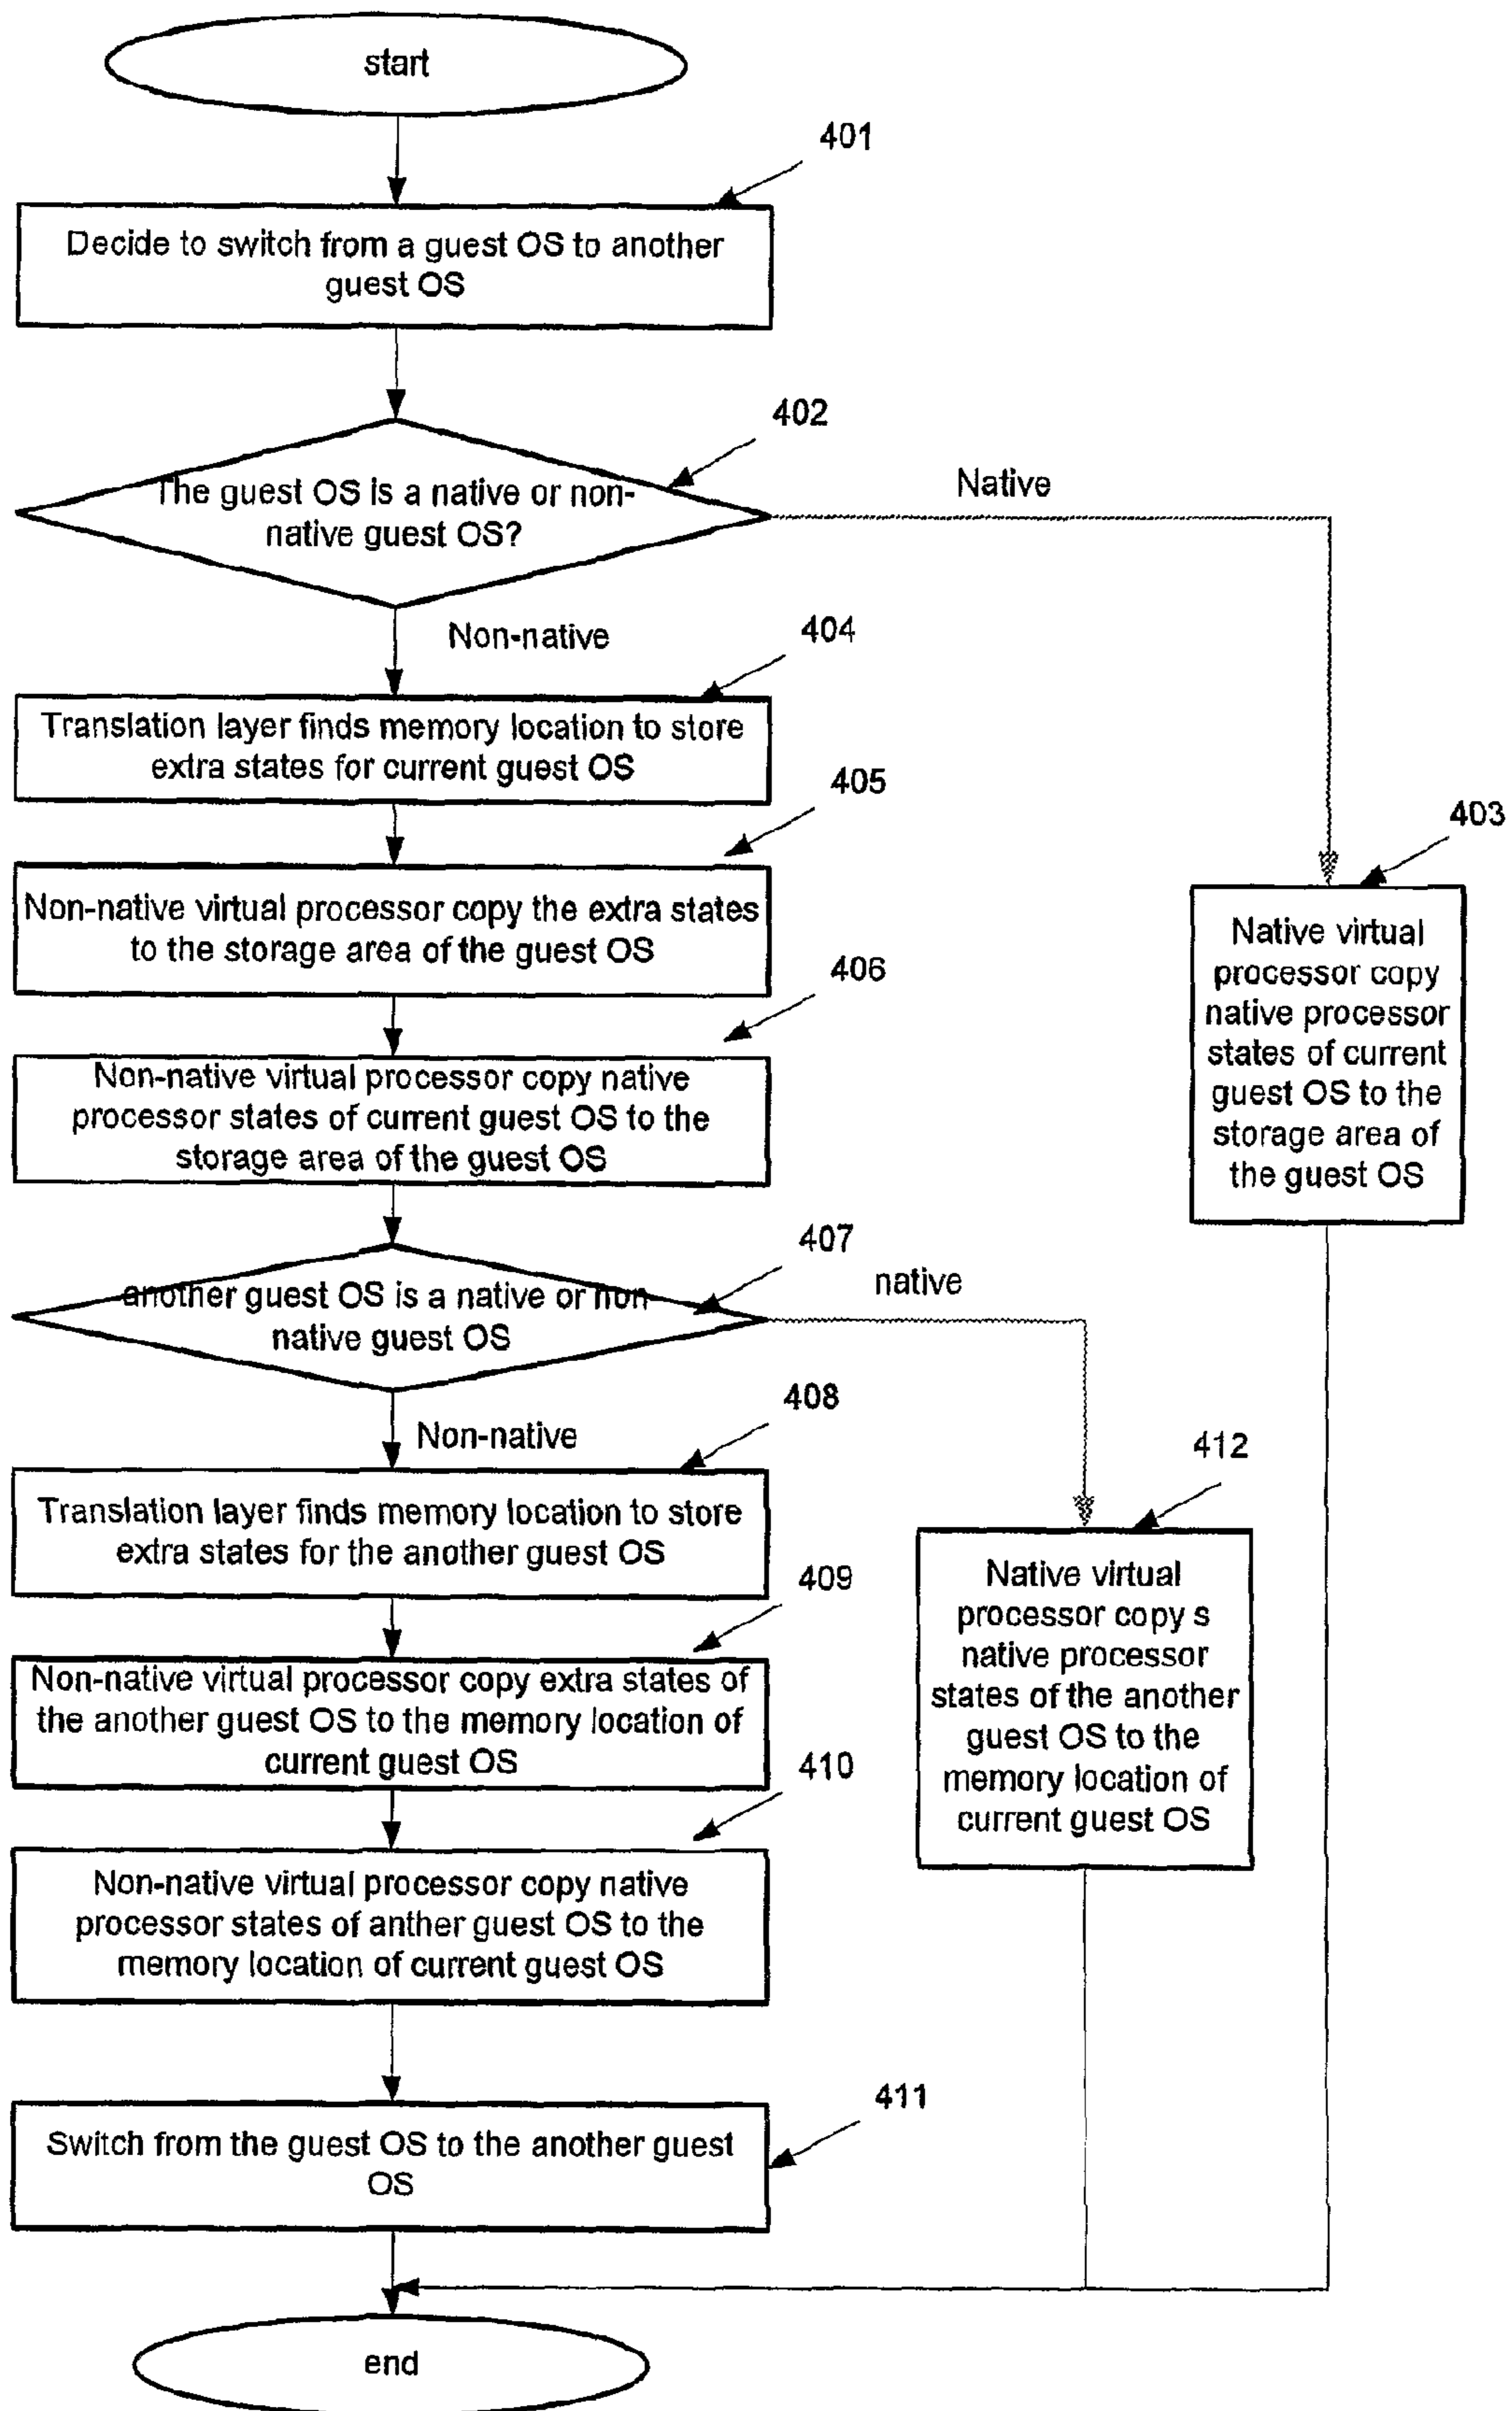 start
401
Decide to switch from a guest OS to another
guest OS
402
The guest OS is a native or non-
native guest OS?
Native
Non-native
404
Translation layer finds memory location to store
extra states for current guest OS
405
403
Non-native virtual processor copy the extra states
to the storage area of the guest OS
406
Native virtual
processor copy
native processor
states of current
guest OS to the
storage area of
the guest OS
Non-native virtual processor copy native
processor states of current guest OS to the
storage area of the guest OS
407
native
another guest OS is a native or non
native guest OS
408
Non-native
412
Translation layer finds memory location to store
extra states for the another guest OS
409
Native virtual
processor copy s
native processor
states of the another
guest OS to the
memory location of
current guest OS
Non-native virtual processor copy extra states of
the another guest OS to the memory location of
current guest OS
410
Non-native virtual processor copy native
processor states of anther guest OS to the
memory location of current guest OS
411
Switch from the guest OS to the another guest
OS
end